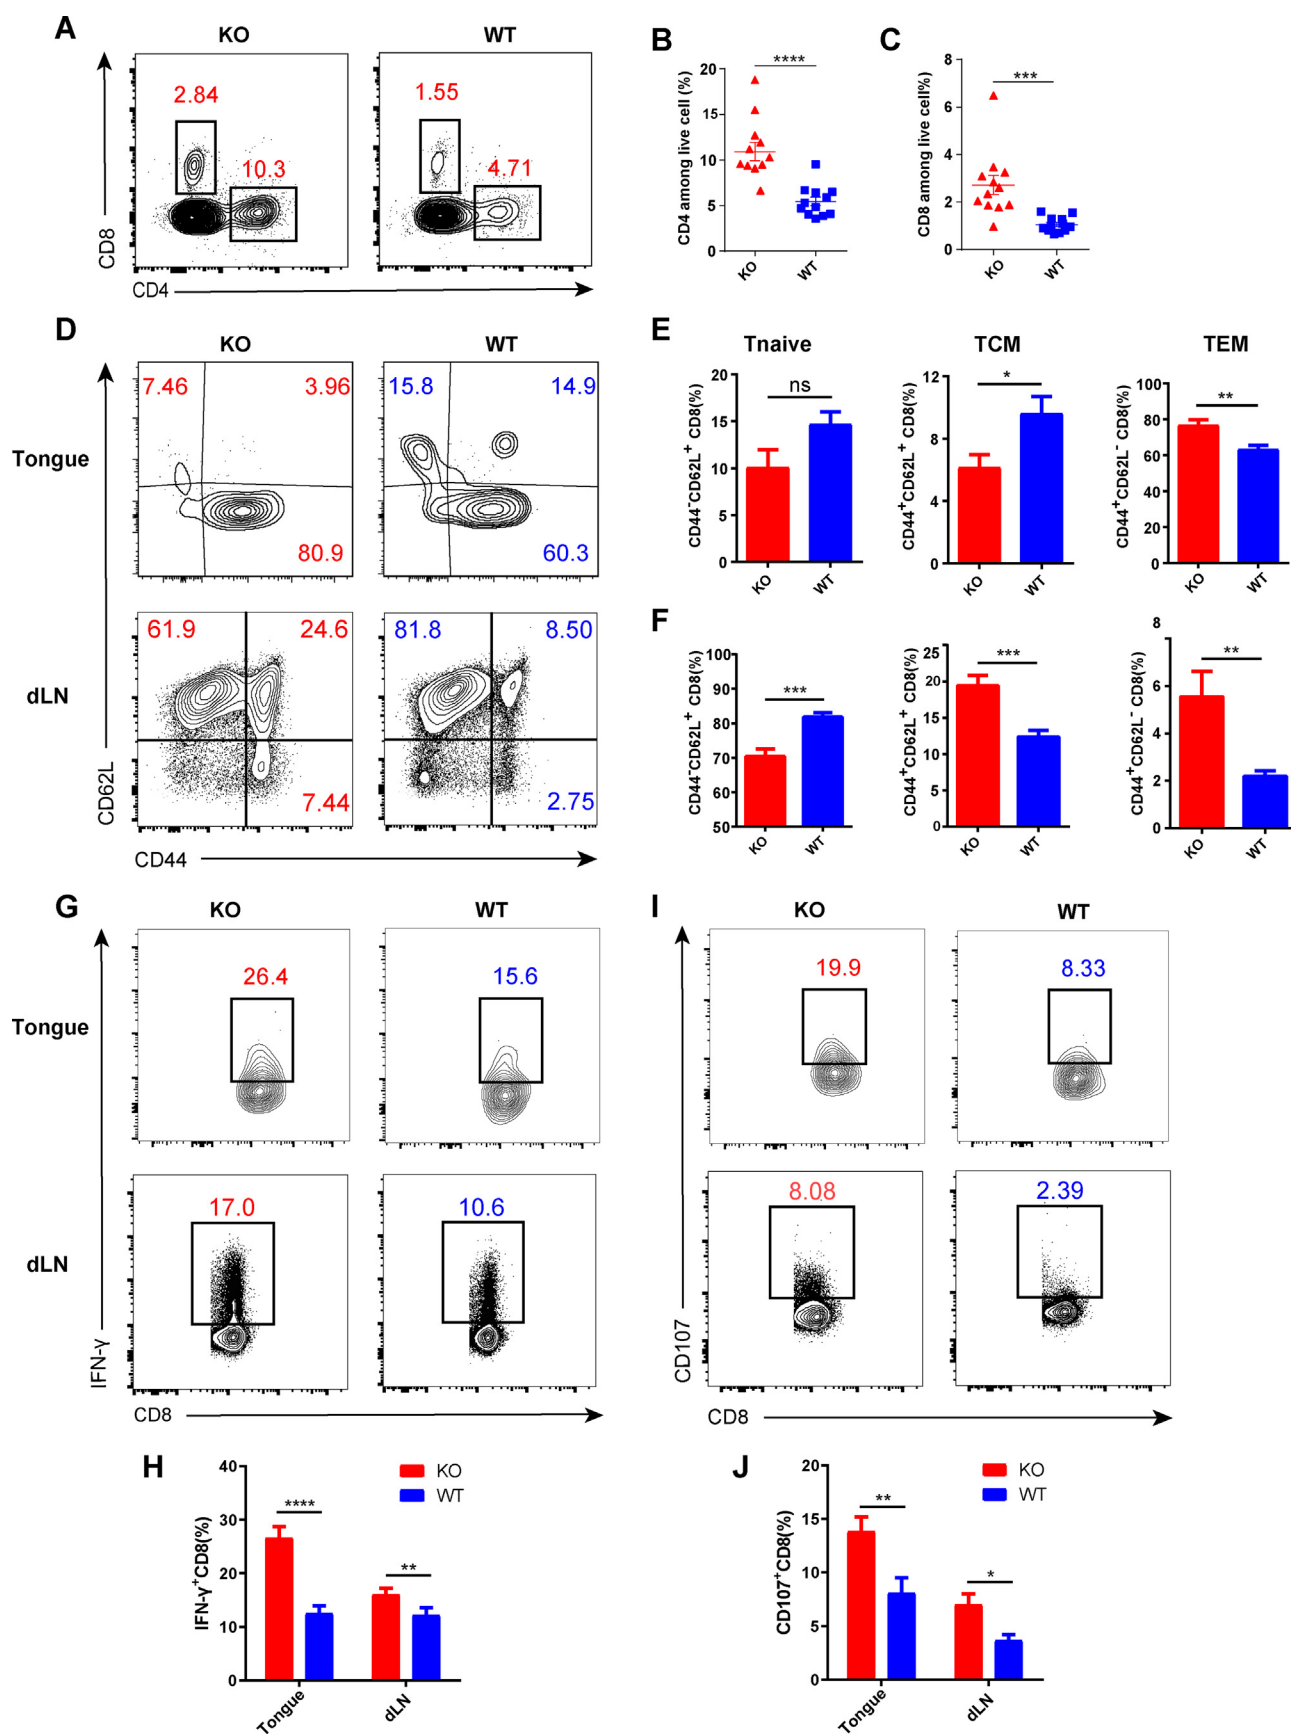 A
KO
WT
CD8
2.84
10.3
1.55
4.71
CD4
B
CD4 among live cell (%)
20
15
10
5
0
****
KO
WT
C
CD8 among live cell%)
8
6
4
2
0
***
KO
WT
D
KO
WT
Tongue
7.46
3.96
80.9
15.8
14.9
60.3
dLN
61.9
24.6
7.44
81.8
8.50
2.75
CD62L
CD44
E
Tnaive
CD44-CD62L+ CD8(%)
20
15
10
5
0
ns
KO
WT
TCM
CD44+CD62L+ CD8(%)
12
8
4
0
*
KO
WT
TEM
CD44+CD62L- CD8(%)
100
80
60
40
20
0
**
KO
WT
F
CD44-CD62L+ CD8(%)
100
90
80
70
60
50
***
KO
WT
CD44+CD62L+ CD8(%)
25
20
15
10
5
0
***
KO
WT
CD44+CD62L- CD8(%)
8
6
4
2
0
**
KO
WT
G
KO
WT
Tongue
26.4
15.6
dLN
17.0
10.6
IFN-γ
CD8
I
KO
WT
19.9
8.33
8.08
2.39
CD107
CD8
H
IFN-γ+CD8(%)
40
30
20
10
0
****
**
KO
WT
Tongue
dLN
J
CD107+CD8(%)
20
15
10
5
0
**
*
KO
WT
Tongue
dLN